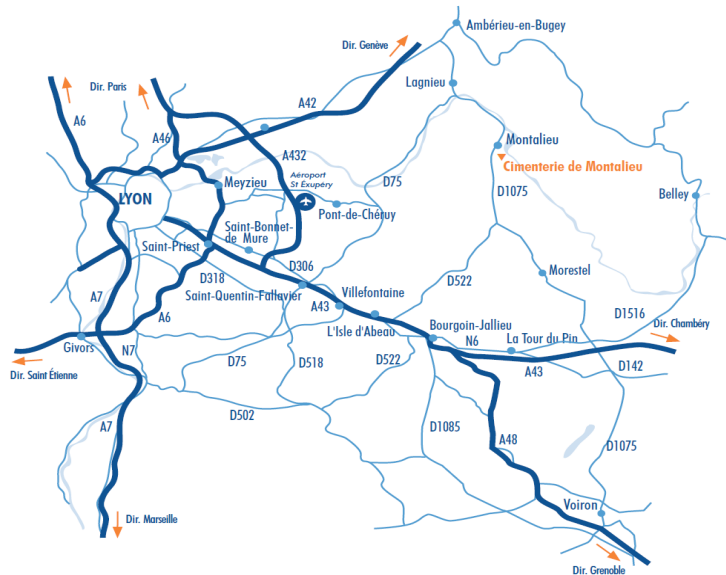 Ambérieu-en-Bugey
Dir. Genève
Dir. Paris
Lagnieu
A6
A42
A46
A432
Montalieu
Cimenterie de Montalieu
Aéroport
St Exupéry
Meyzieu
D75
D1075
LYON
Belley
Pont-de-Chéruy
Saint-Bonnet-
de Mure
Saint-Priest
D306
D522
Morestel
D318
A7
Saint-Quentin-Fallavier
Villefontaine
A43
A6
L'Isle d'Abeau
Bourgoin-Jallieu
D1516
Dir. Chambéry
N6
La Tour du Pin
Givors
N7
D75
D518
D522
A43
D142
Dir. Saint Étienne
D502
A7
D1085
A48
D1075
Voiron
Dir. Marseille
Dir. Grenoble